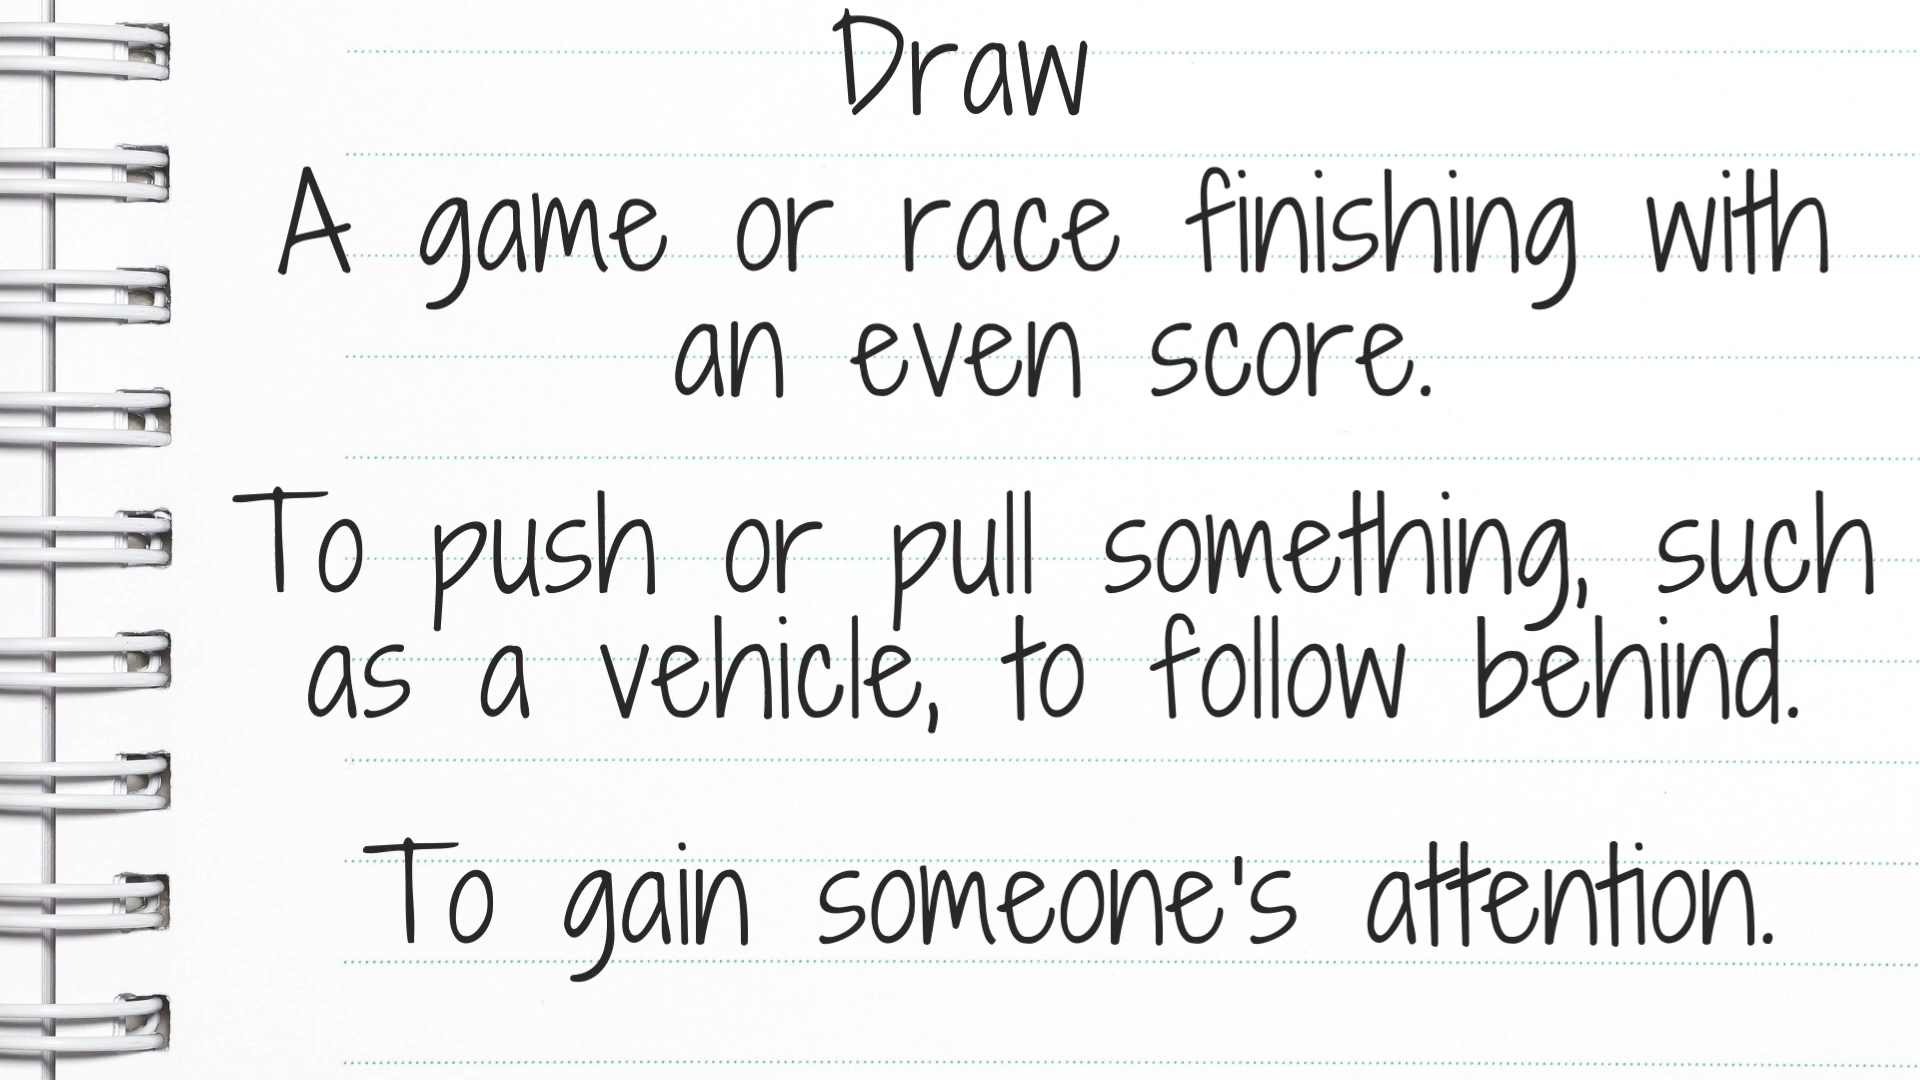 Draw
A game or race finishing with
an even score.
To push or pull something, such
as a vehicle, to follow behind.
To gain someone's attention.